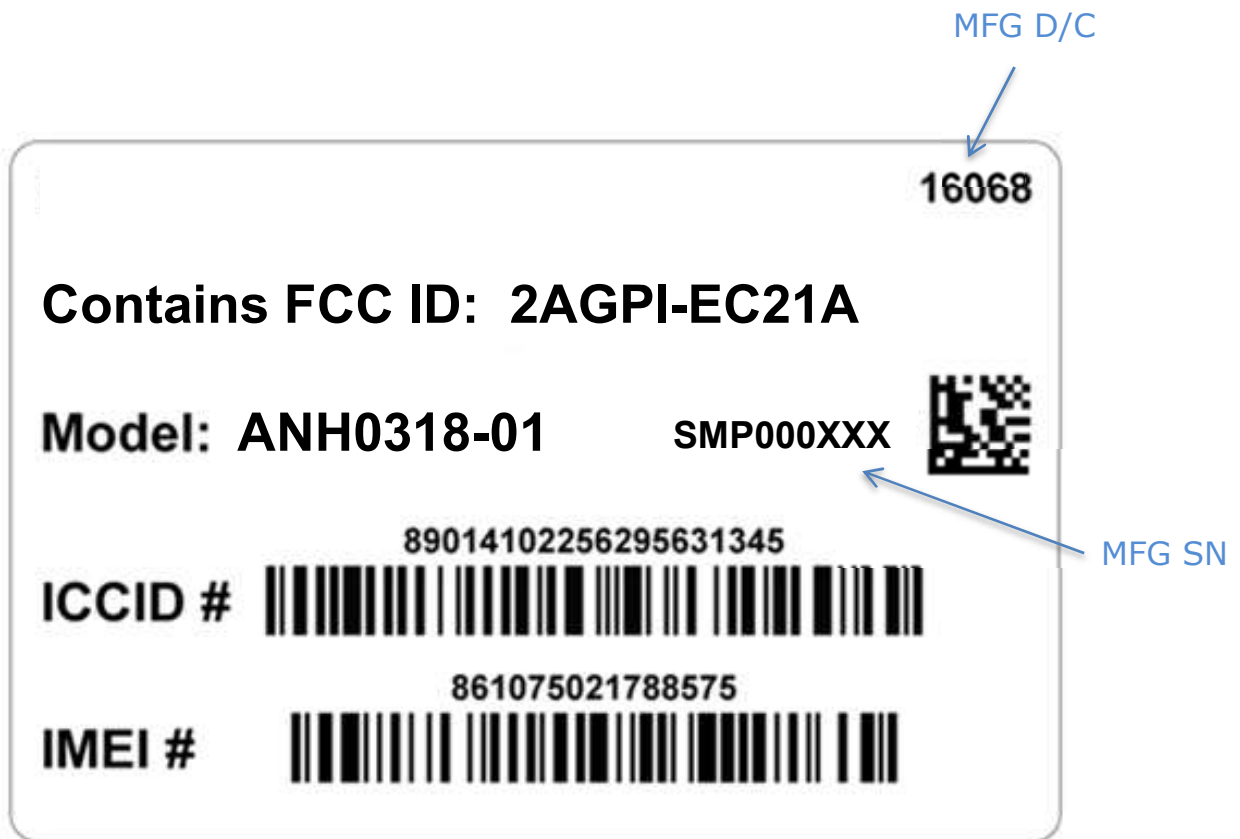 MFG D/C
16068
Contains FCC ID: 2AGPI-EC21A
Model: ANH0318-01 SMP000XXX
MFG SN
89014102256295631345
ICCID #
861075021788575
IMEI #